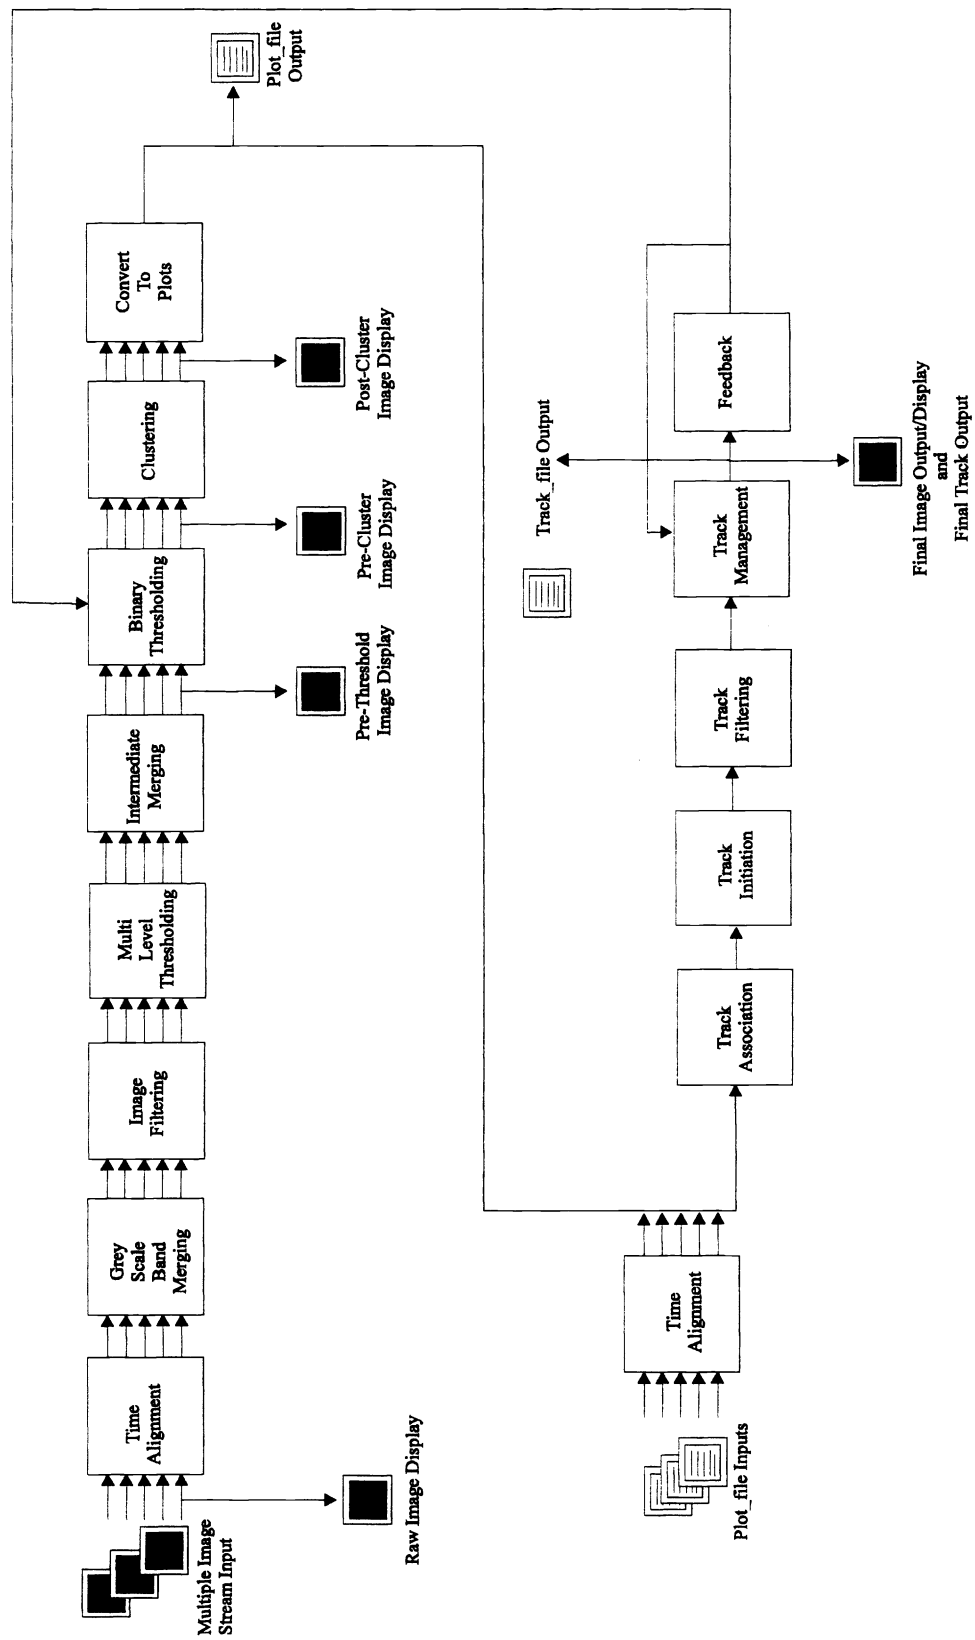 Multiple Image
Stream Input
Raw Image Display
Time
Alignment
Grey
Scale
Band
Merging
Image
Filtering
Multi
Level
Thresholding
Intermediate
Merging
Pre-Threshold
Image Display
Binary
Thresholding
Pre-Cluster
Image Display
Clustering
Post-Cluster
Image Display
Convert
To
Plots
Plot_file
Output
Plot_file Inputs
Time
Alignment
Track
Association
Track
Initiation
Track
Filtering
Track
Management
Track_file Output
Feedback
Final Image Output/Display
and
Final Track Output